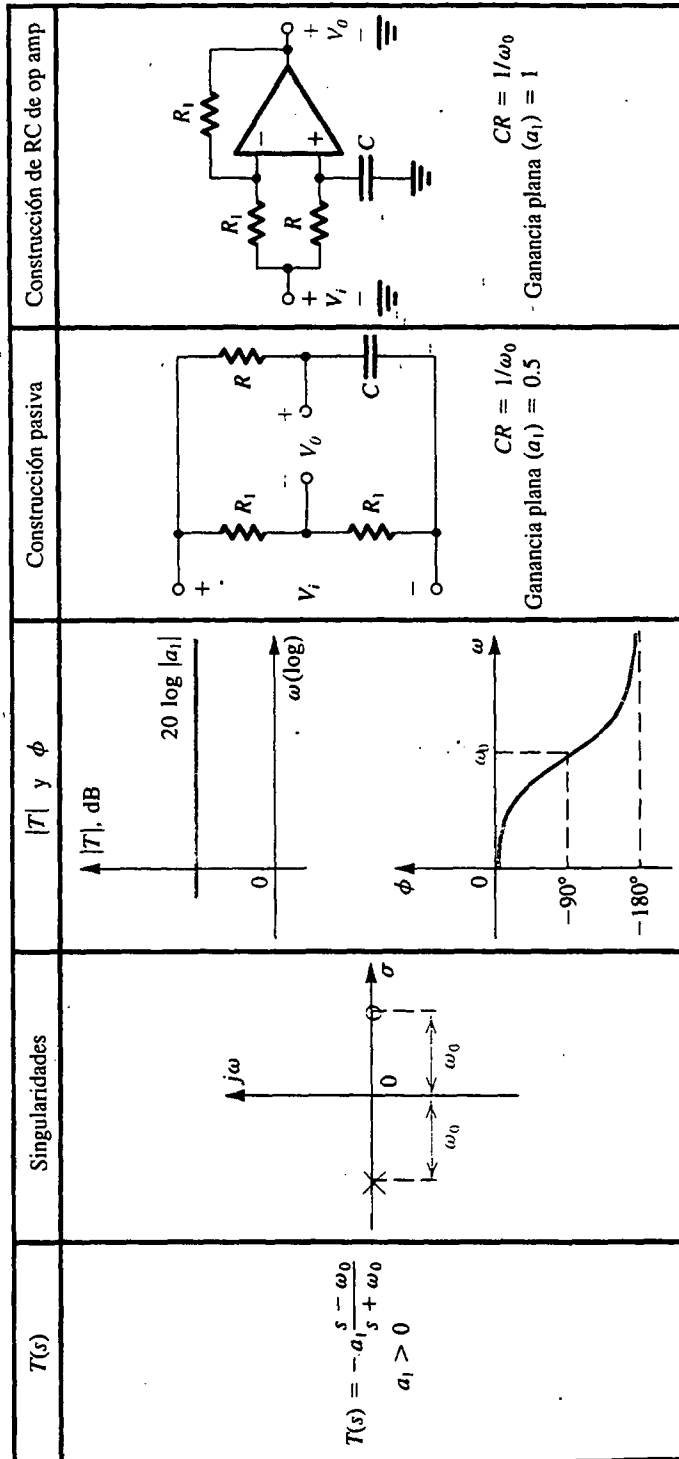 T(s)
Singularidades
|T| y ϕ
Construcción pasiva
Construcción de RC de op amp
T(s) = -a₁ (s - ω₀)/(s + ω₀)
a₁ > 0
jω
σ
0
ω₀
ω₀
|T|, dB
20 log |a₁|
0
ω(log)
ϕ
0
ω₀
ω
-90°
-180°
+
Vᵢ
-
R₁
R₁
- V₀ +
R
C
CR = 1/ω₀
Ganancia plana (a₁) = 0.5
R₁
R₁
R
-
+
C
+
Vᵢ
-
+
V₀
-
CR = 1/ω₀
Ganancia plana (a₁) = 1